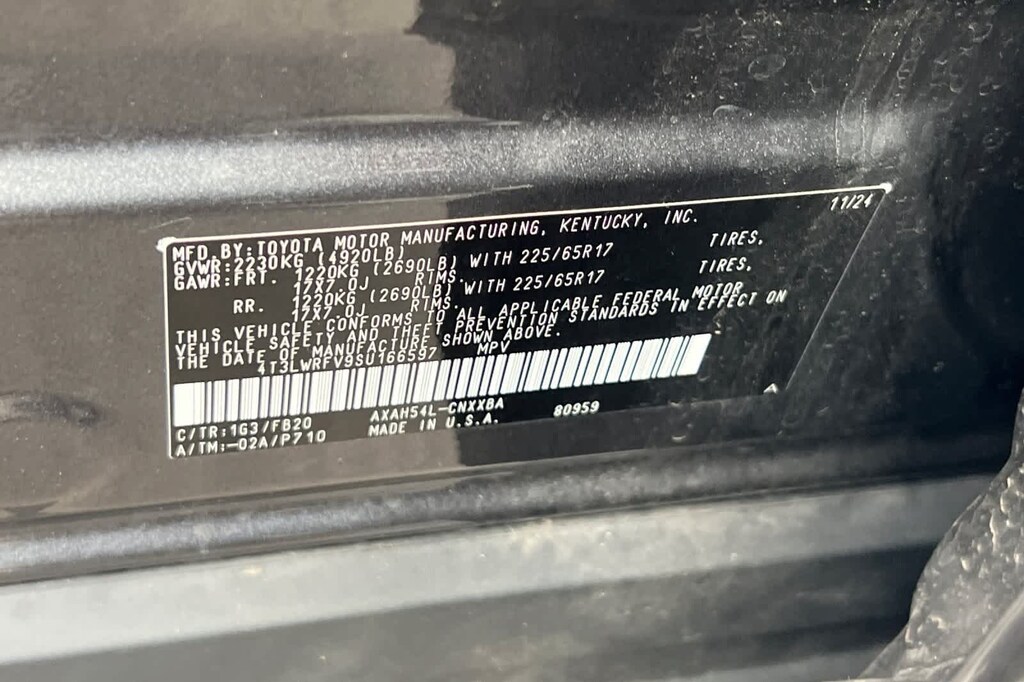 11/24
MFD.BY:TOYOTA MOTOR MANUFACTURING, KENTUCKY, INC.
GVWR:2230KG (4920LB)
GAWR:FRT. 1220KG (2690LB) WITH 225/65R17 TIRES,
17X7.0J RIMS.
RR. 1220KG (2690LB) WITH 225/65R17 TIRES,
17X7.0J RIMS.
THIS VEHICLE CONFORMS TO ALL APPLICABLE FEDERAL MOTOR
VEHICLE SAFETY AND THEFT PREVENTION STANDARDS IN EFFECT ON
THE DATE OF MANUFACTURE SHOWN ABOVE.
4T3LWRFV9SU166597 MPV
C/TR:1G3/FB20 AXAH54L-CNXXBA 80959 A
A/TM:-02A/P710 MADE IN U.S.A.